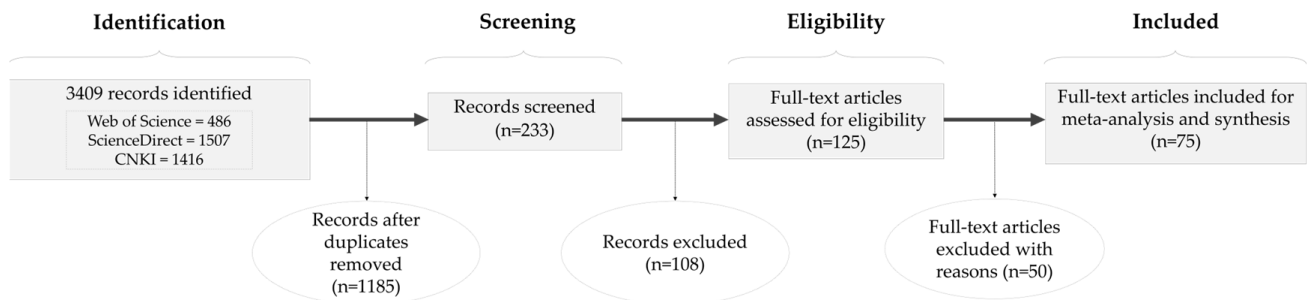 Identification
Screening
Eligibility
Included
3409 records identified
Web of Science = 486
ScienceDirect = 1507
CNKI = 1416
Records screened
(n=233)
Full-text articles
assessed for eligibility
(n=125)
Full-text articles included for
meta-analysis and synthesis
(n=75)
Records after
duplicates
removed
(n=1185)
Records excluded
(n=108)
Full-text articles
excluded with
reasons (n=50)